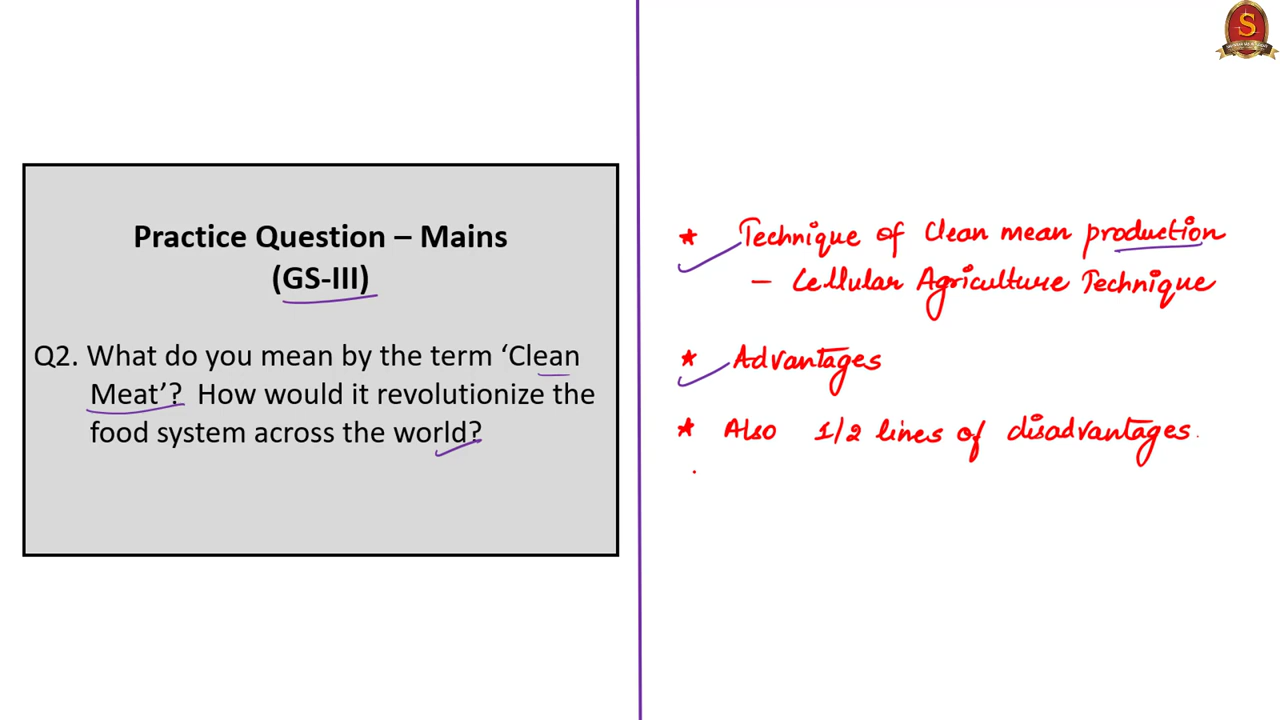 Practice Question – Mains
(GS-III)
Q2. What do you mean by the term ‘Clean
Meat’? How would it revolutionize the
food system across the world?
* Technique of Clean mean production
– Cellular Agriculture Technique
* Advantages
* Also 1/2 lines of disadvantages.
S